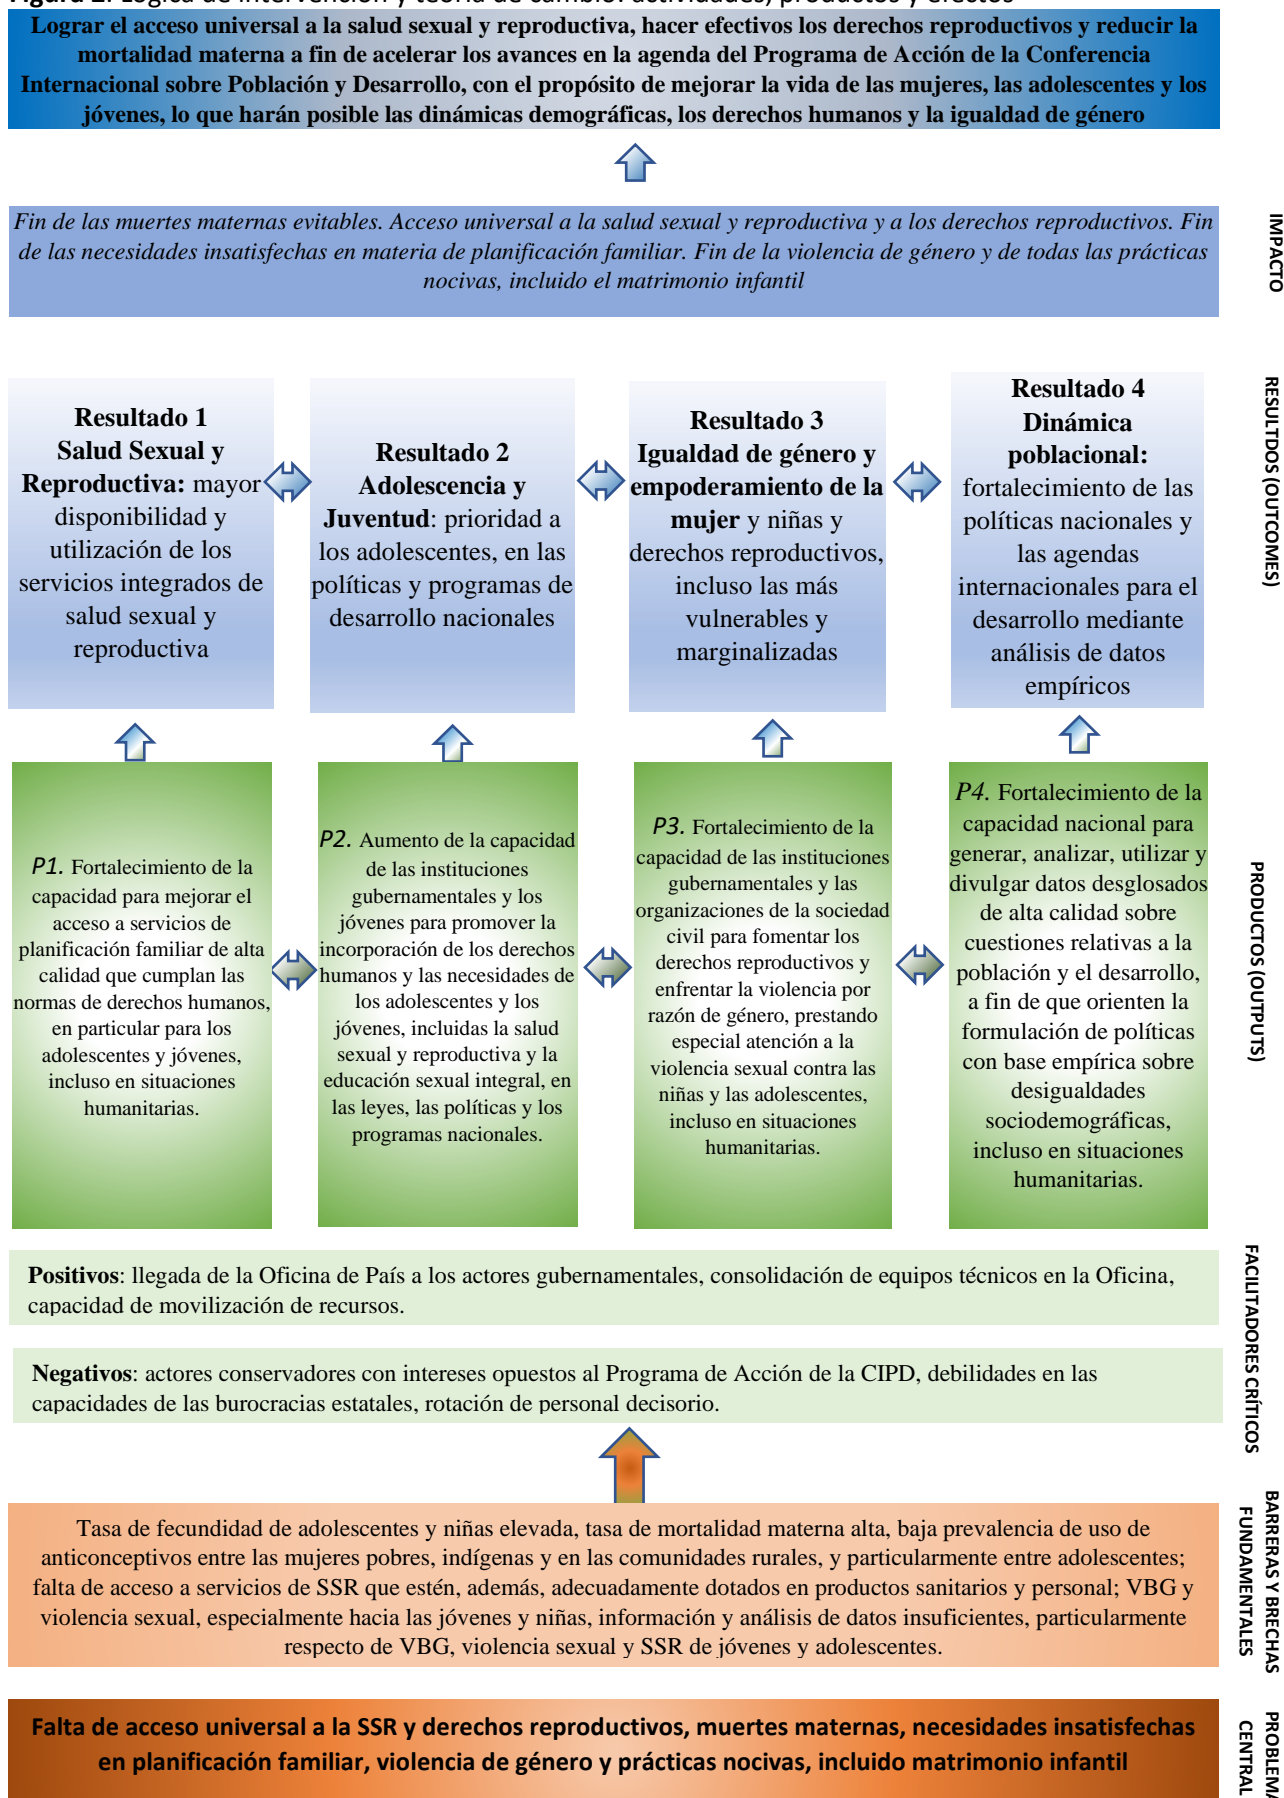 Figura 2. Lógica de intervención y teoría de cambio: actividades, productos y efectos
Lograr el acceso universal a la salud sexual y reproductiva, hacer efectivos los derechos reproductivos y reducir la
mortalidad materna a fin de acelerar los avances en la agenda del Programa de Acción de la Conferencia
Internacional sobre Población y Desarrollo, con el propósito de mejorar la vida de las mujeres, las adolescentes y los
jóvenes, lo que harán posible las dinámicas demográficas, los derechos humanos y la igualdad de género
IMPACTO
Fin de las muertes maternas evitables. Acceso universal a la salud sexual y reproductiva y a los derechos reproductivos. Fin
de las necesidades insatisfechas en materia de planificación familiar. Fin de la violencia de género y de todas las prácticas
nocivas, incluido el matrimonio infantil
RESULTDOS (OUTCOMES)
Resultado 1
Salud Sexual y
Reproductiva: mayor
disponibilidad y
utilización de los
servicios integrados de
salud sexual y
reproductiva
Resultado 2
Adolescencia y
Juventud: prioridad a
los adolescentes, en las
políticas y programas de
desarrollo nacionales
Resultado 3
Igualdad de género y
empoderamiento de la
mujer y niñas y
derechos reproductivos,
incluso las más
vulnerables y
marginalizadas
Resultado 4
Dinámica
poblacional:
fortalecimiento de las
políticas nacionales y
las agendas
internacionales para el
desarrollo mediante
análisis de datos
empíricos
PRODUCTOS (OUTPUTS)
P1. Fortalecimiento de la
capacidad para mejorar el
acceso a servicios de
planificación familiar de alta
calidad que cumplan las
normas de derechos humanos,
en particular para los
adolescentes y jóvenes,
incluso en situaciones
humanitarias.
P2. Aumento de la capacidad
de las instituciones
gubernamentales y los
jóvenes para promover la
incorporación de los derechos
humanos y las necesidades de
los adolescentes y los
jóvenes, incluidas la salud
sexual y reproductiva y la
educación sexual integral, en
las leyes, las políticas y los
programas nacionales.
P3. Fortalecimiento de la
capacidad de las instituciones
gubernamentales y las
organizaciones de la sociedad
civil para fomentar los
derechos reproductivos y
enfrentar la violencia por
razón de género, prestando
especial atención a la
violencia sexual contra las
niñas y las adolescentes,
incluso en situaciones
humanitarias.
P4. Fortalecimiento de la
capacidad nacional para
generar, analizar, utilizar y
divulgar datos desglosados
de alta calidad sobre
cuestiones relativas a la
población y el desarrollo,
a fin de que orienten la
formulación de políticas
con base empírica sobre
desigualdades
sociodemográficas,
incluso en situaciones
humanitarias.
FACILITADORES CRÍTICOS
Positivos: llegada de la Oficina de País a los actores gubernamentales, consolidación de equipos técnicos en la Oficina,
capacidad de movilización de recursos.
Negativos: actores conservadores con intereses opuestos al Programa de Acción de la CIPD, debilidades en las
capacidades de las burocracias estatales, rotación de personal decisorio.
BARRERAS Y BRECHAS
FUNDAMENTALES
Tasa de fecundidad de adolescentes y niñas elevada, tasa de mortalidad materna alta, baja prevalencia de uso de
anticonceptivos entre las mujeres pobres, indígenas y en las comunidades rurales, y particularmente entre adolescentes;
falta de acceso a servicios de SSR que estén, además, adecuadamente dotados en productos sanitarios y personal; VBG y
violencia sexual, especialmente hacia las jóvenes y niñas, información y análisis de datos insuficientes, particularmente
respecto de VBG, violencia sexual y SSR de jóvenes y adolescentes.
PROBLEMA
CENTRAL
Falta de acceso universal a la SSR y derechos reproductivos, muertes maternas, necesidades insatisfechas
en planificación familiar, violencia de género y prácticas nocivas, incluido matrimonio infantil